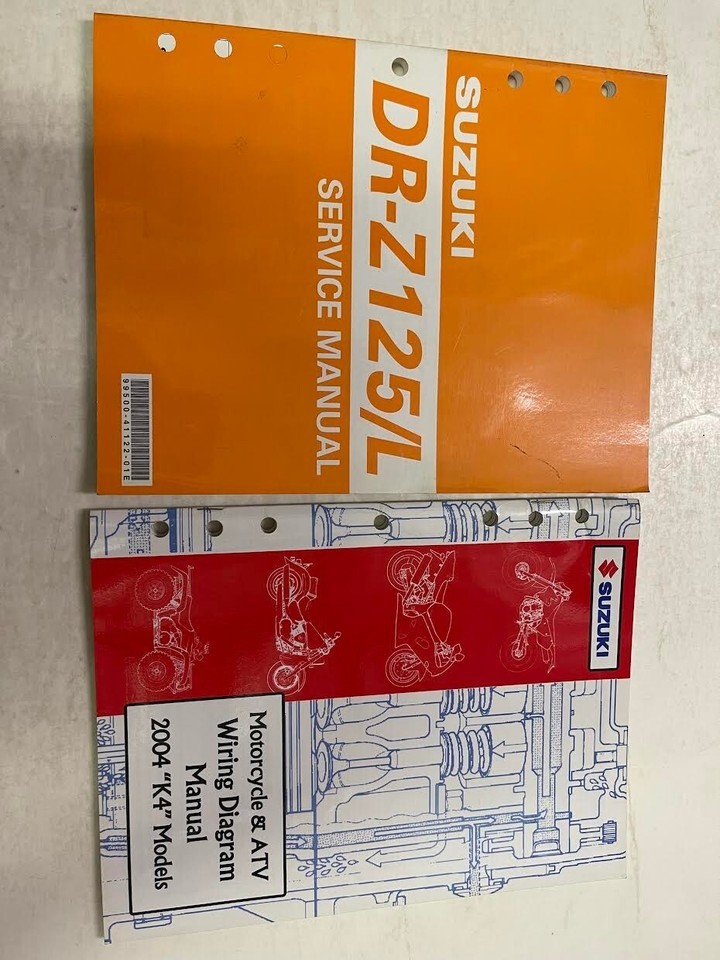 SUZUKI
DR-Z125/L
SERVICE MANUAL
99500-41122-01E
SUZUKI
Motorcycle & ATV
Wiring Diagram
Manual
2004 "K4" Models